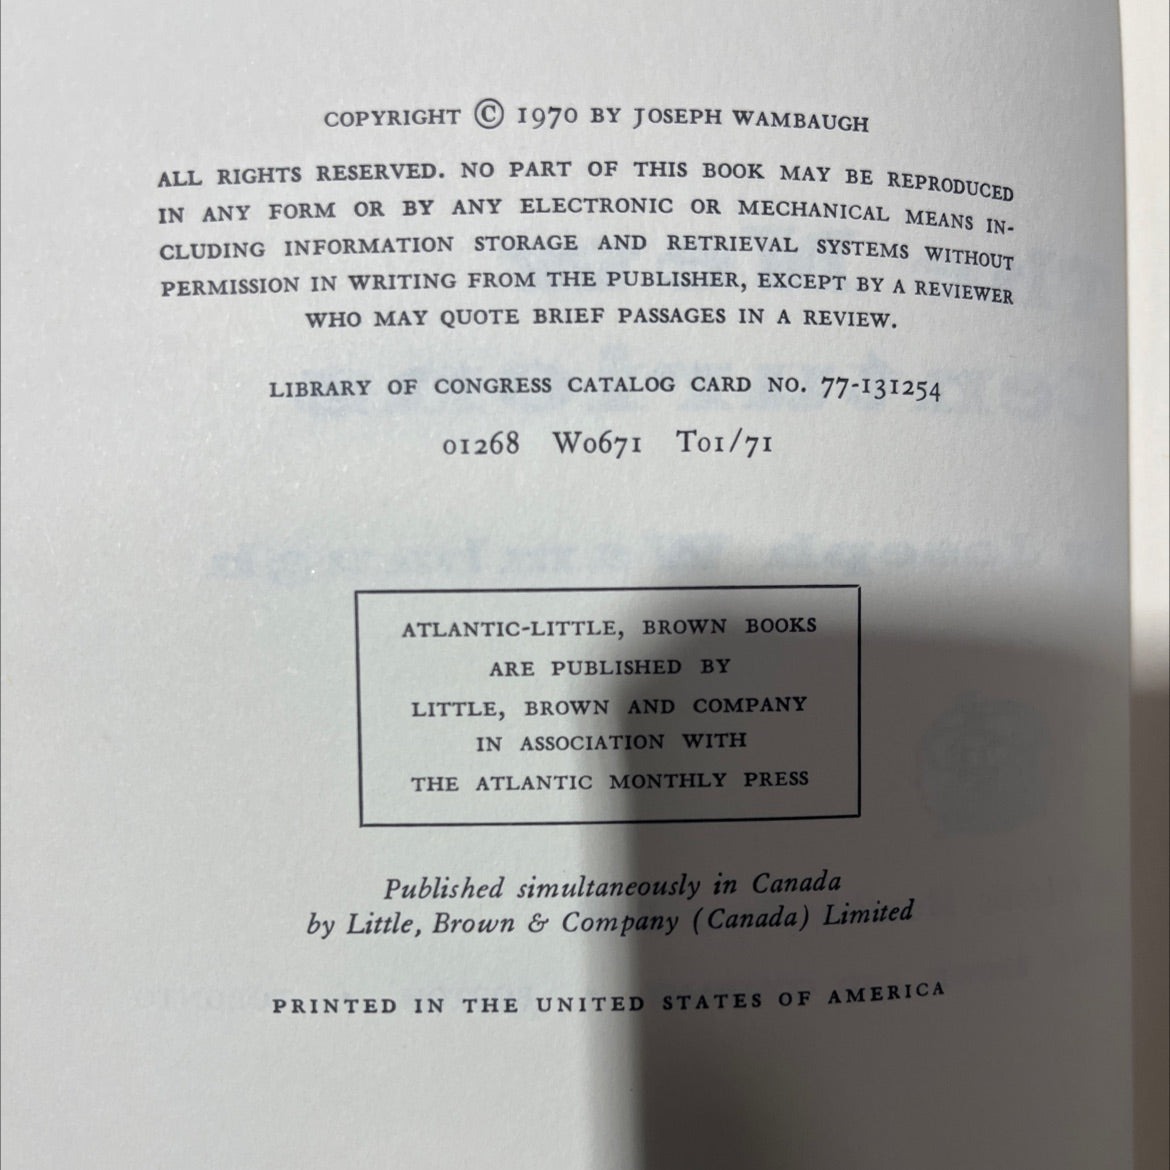 COPYRIGHT © 1970 BY JOSEPH WAMBAUGH
ALL RIGHTS RESERVED. NO PART OF THIS BOOK MAY BE REPRODUCED
IN ANY FORM OR BY ANY ELECTRONIC OR MECHANICAL MEANS IN-
CLUDING INFORMATION STORAGE AND RETRIEVAL SYSTEMS WITHOUT
PERMISSION IN WRITING FROM THE PUBLISHER, EXCEPT BY A REVIEWER
WHO MAY QUOTE BRIEF PASSAGES IN A REVIEW.
LIBRARY OF CONGRESS CATALOG CARD NO. 77-131254
01268 W0671 T01/71
ATLANTIC-LITTLE, BROWN BOOKS
ARE PUBLISHED BY
LITTLE, BROWN AND COMPANY
IN ASSOCIATION WITH
THE ATLANTIC MONTHLY PRESS
Published simultaneously in Canada
by Little, Brown & Company (Canada) Limited
PRINTED IN THE UNITED STATES OF AMERICA